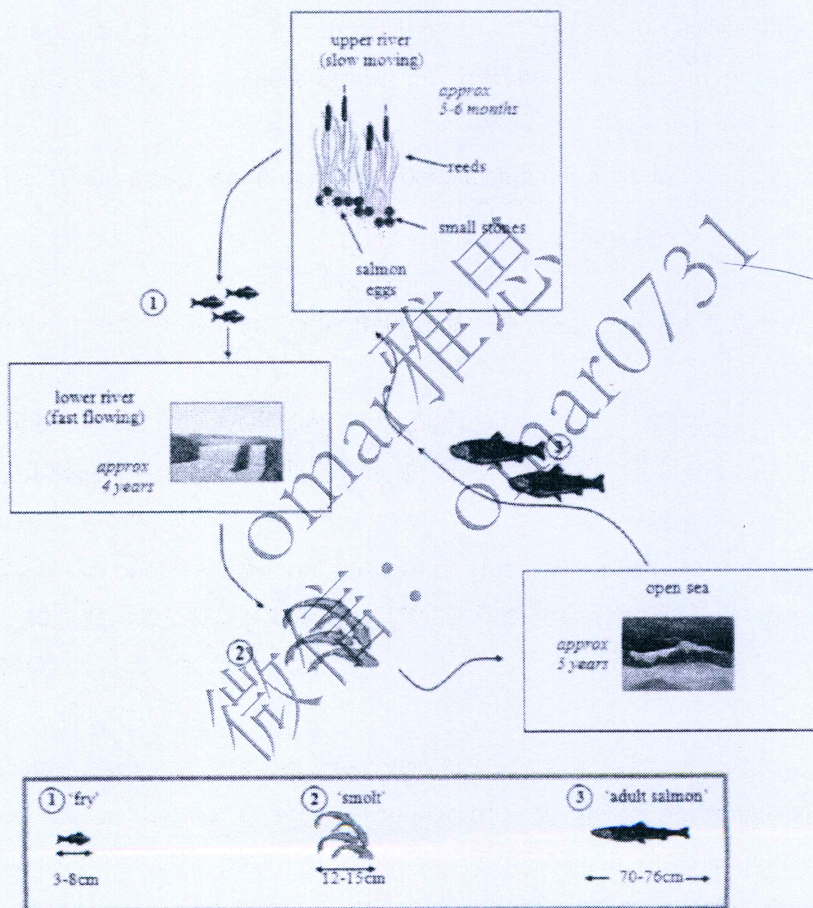 upper river
(slow moving)
approx
5-6 months
reeds
small stones
salmon
eggs
1
lower river
(fast flowing)
approx
4 years
3
2
open sea
approx
5 years
omar雅思
微信：omar0731
1 'fry'
3-8cm
2 'smolt'
12-15cm
3 'adult salmon'
70-76cm